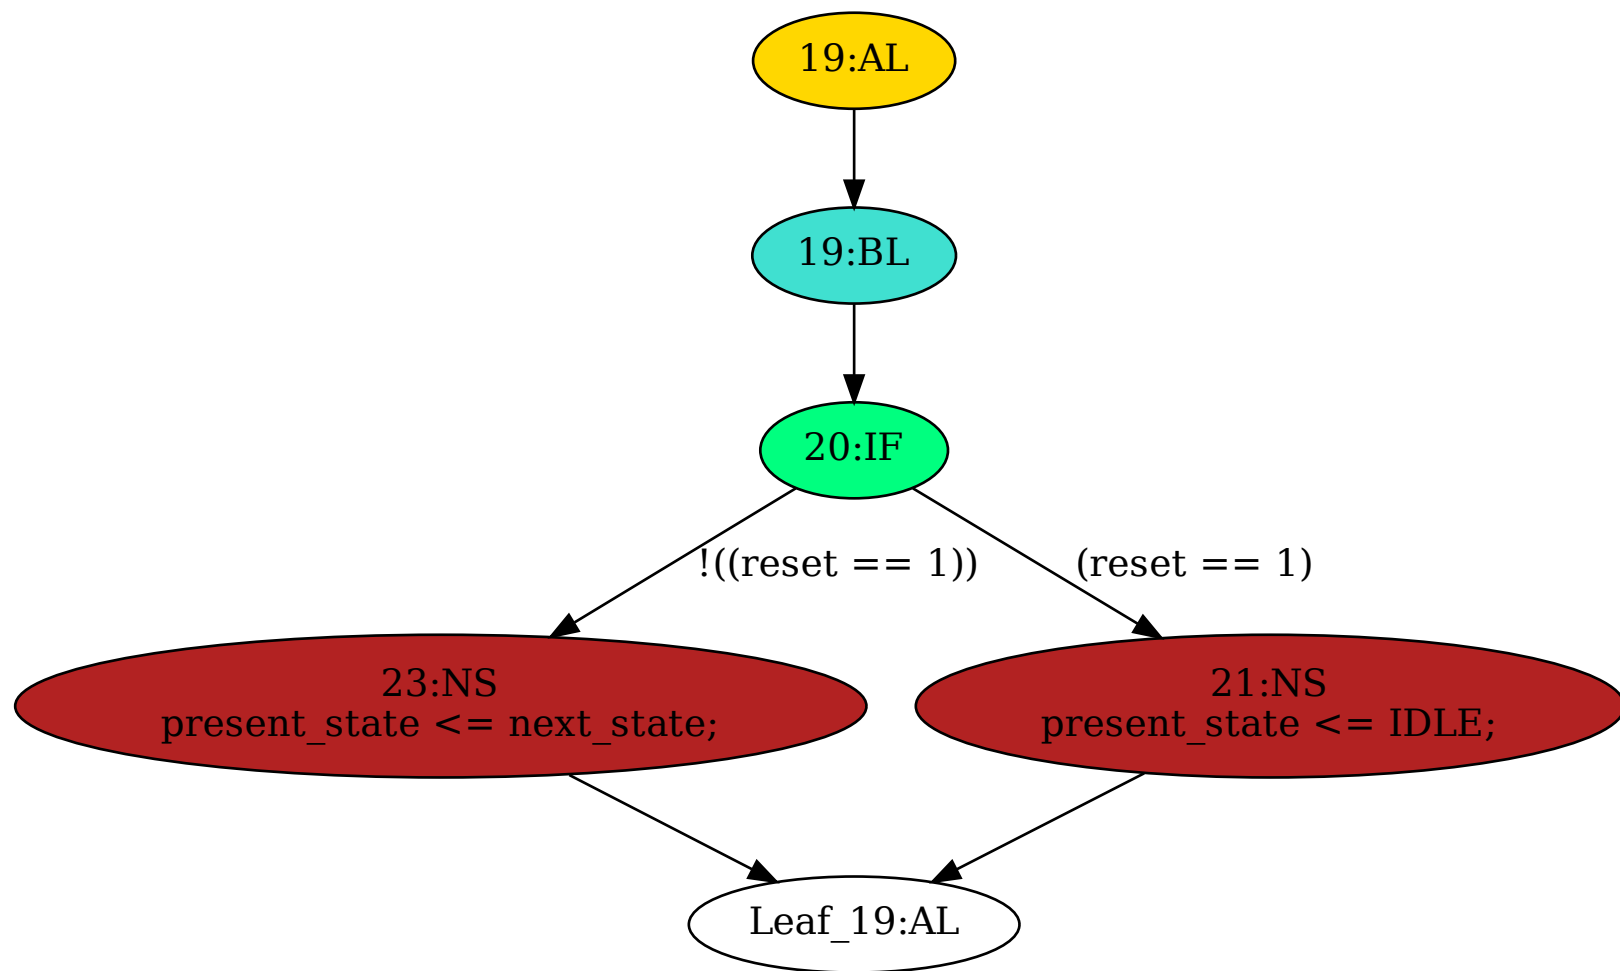 19:AL
19:BL
20:IF
!((reset == 1))
(reset == 1)
23:NS
present_state <= next_state;
21:NS
present_state <= IDLE;
Leaf_19:AL